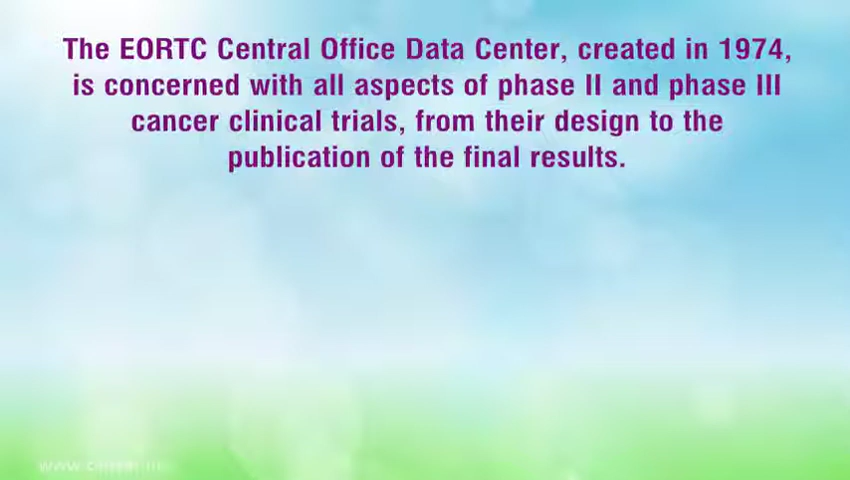 The EORTC Central Office Data Center, created in 1974,
is concerned with all aspects of phase II and phase III
cancer clinical trials, from their design to the
publication of the final results.